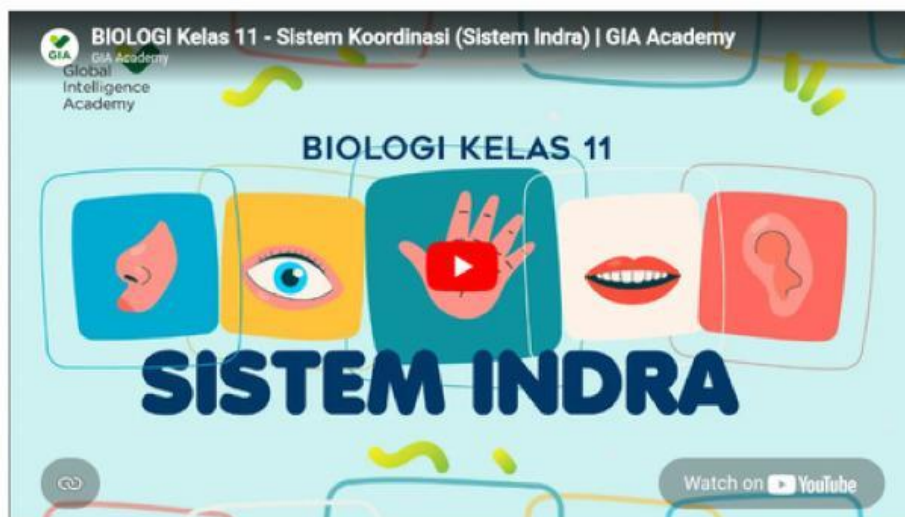 BIOLOGI Kelas 11 - Sistem Koordinasi (Sistem Indra) | GIA Academy
GIA
GIA Academy
Global
Intelligence
Academy
BIOLOGI KELAS 11
SISTEM INDRA
Watch on YouTube